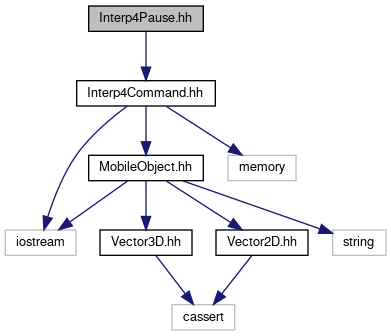 Interp4Pause.hh
Interp4Command.hh
MobileObject.hh
memory
iostream
Vector3D.hh
Vector2D.hh
string
cassert